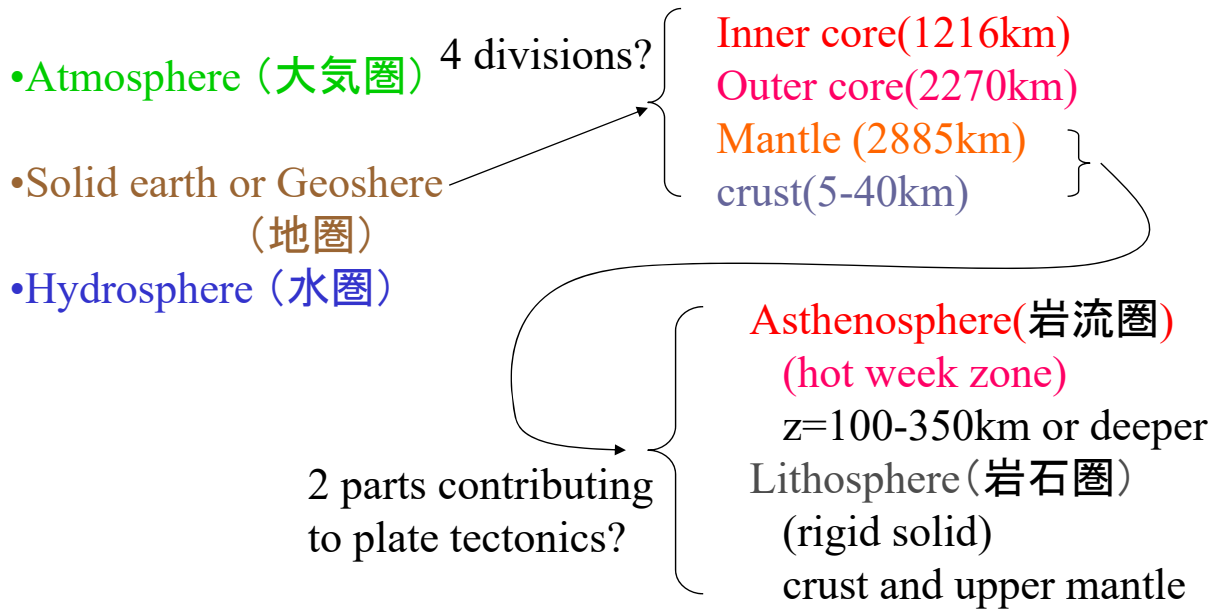 •Atmosphere（大気圏）
•Solid earth or Geoshere
（地圏）
•Hydrosphere（水圏）
4 divisions?
Inner core(1216km)
Outer core(2270km)
Mantle (2885km)
crust(5-40km)
2 parts contributing
to plate tectonics?
Asthenosphere(岩流圏)
(hot week zone)
z=100-350km or deeper
Lithosphere（岩石圏）
(rigid solid)
crust and upper mantle